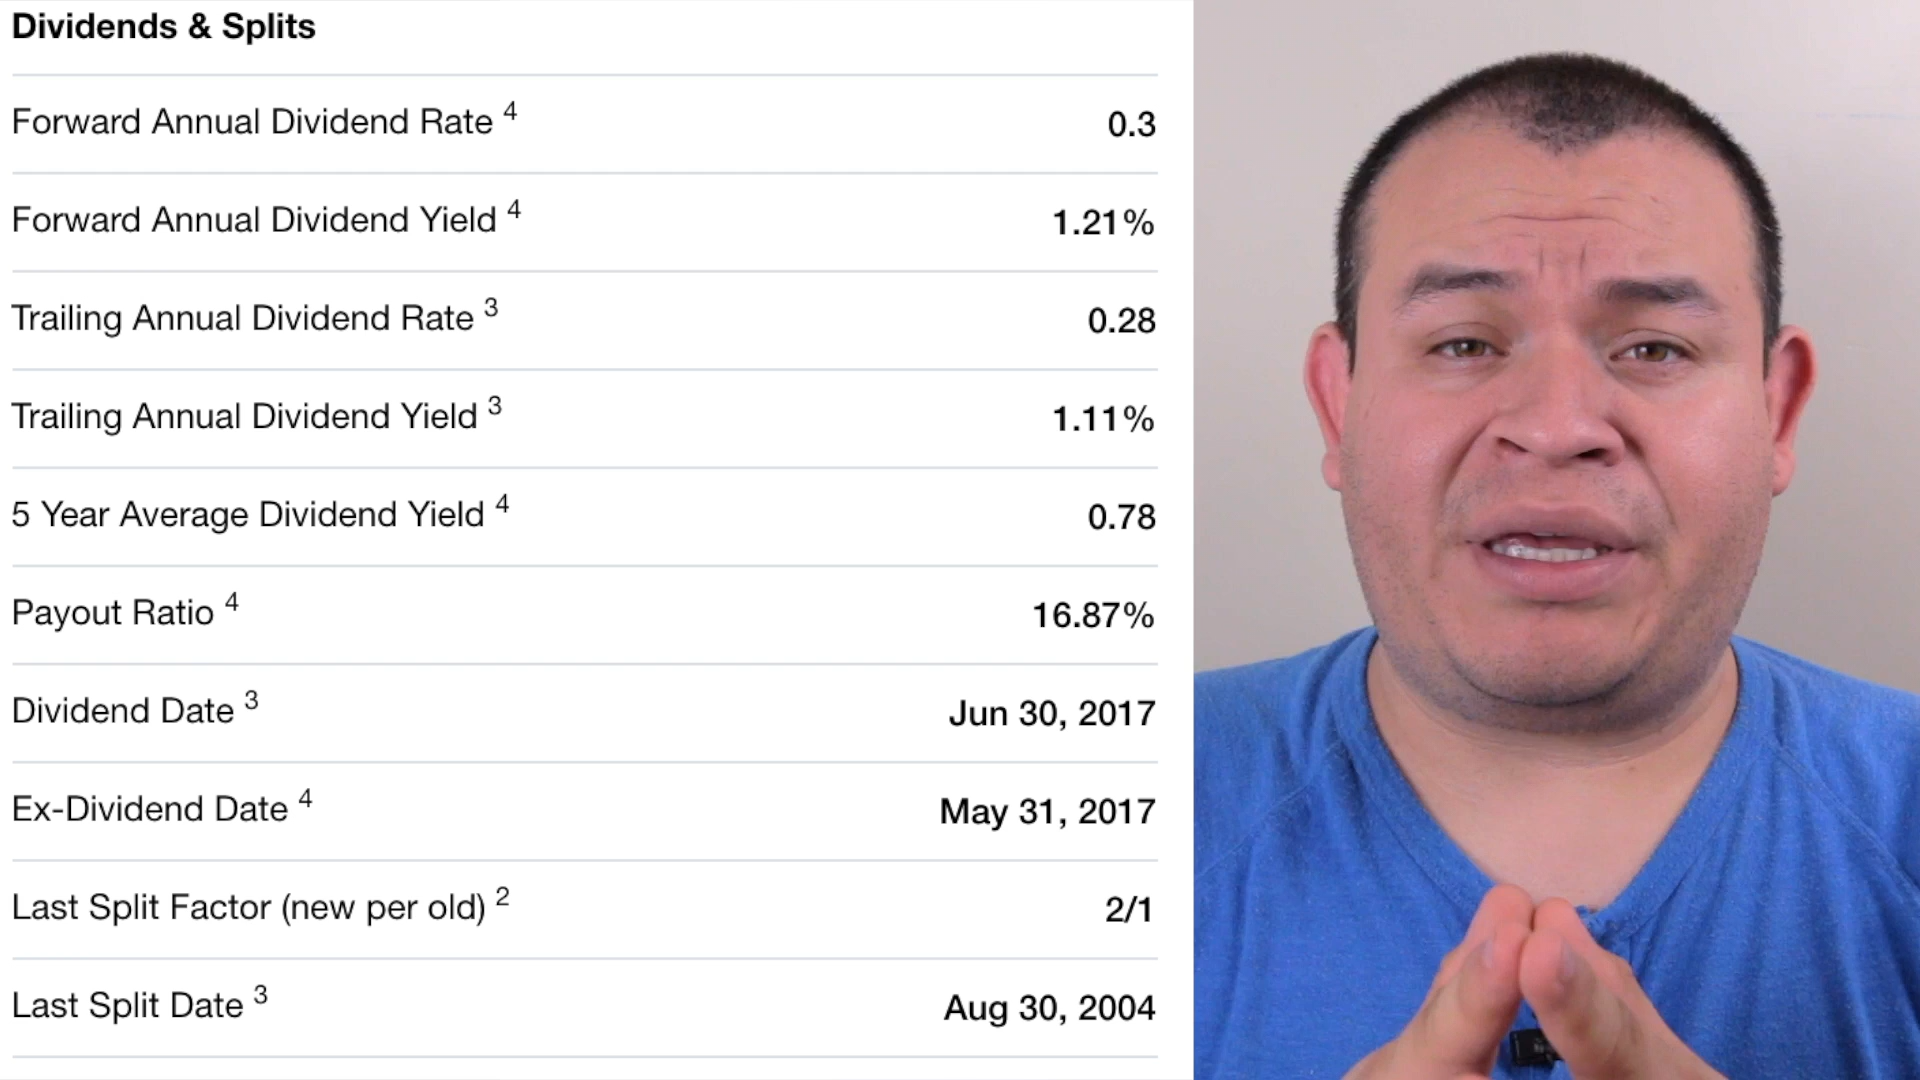 Dividends & Splits
Forward Annual Dividend Rate 4 0.3
Forward Annual Dividend Yield 4 1.21%
Trailing Annual Dividend Rate 3 0.28
Trailing Annual Dividend Yield 3 1.11%
5 Year Average Dividend Yield 4 0.78
Payout Ratio 4 16.87%
Dividend Date 3 Jun 30, 2017
Ex-Dividend Date 4 May 31, 2017
Last Split Factor (new per old) 2 2/1
Last Split Date 3 Aug 30, 2004